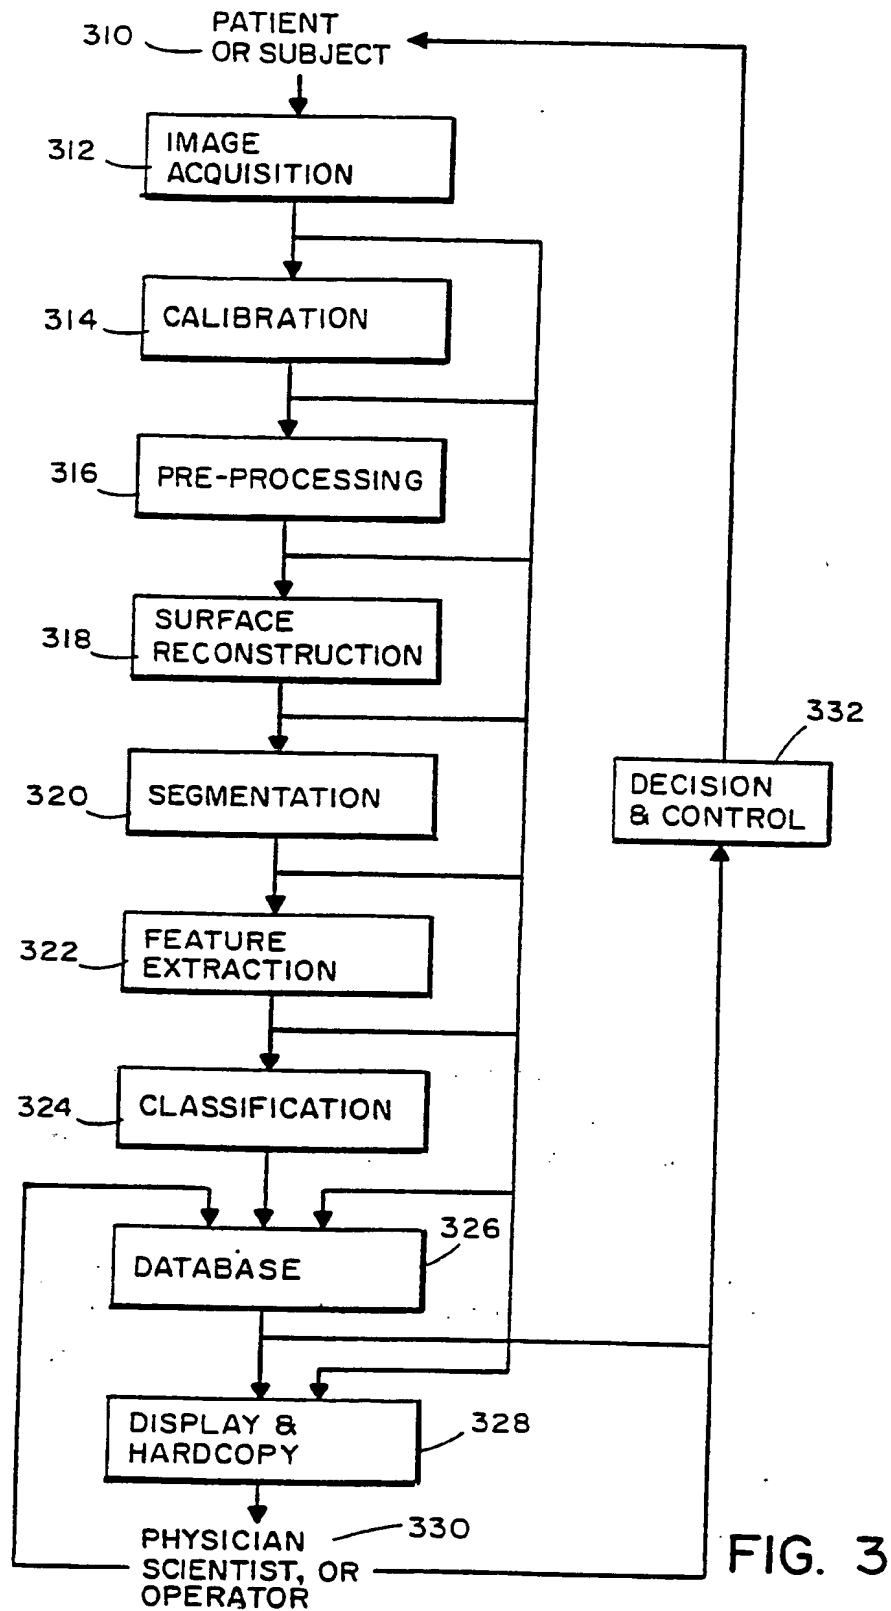 310
PATIENT
OR SUBJECT
312
IMAGE
ACQUISITION
314
CALIBRATION
316
PRE-PROCESSING
318
SURFACE
RECONSTRUCTION
332
DECISION
& CONTROL
320
SEGMENTATION
322
FEATURE
EXTRACTION
324
CLASSIFICATION
326
DATABASE
DISPLAY &
HARDCOPY
328
330
PHYSICIAN
SCIENTIST, OR
OPERATOR
FIG. 3